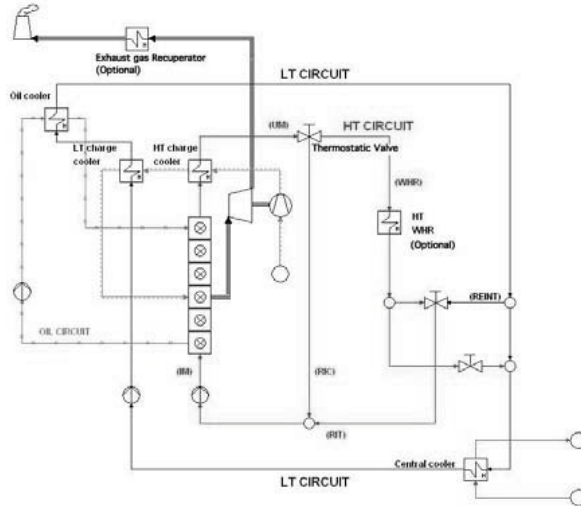 Exhaust gas Recuperator
(Optional)
LT CIRCUIT
Oil cooler
(UM)
HT CIRCUIT
LT charge
cooler
HT charge
cooler
Thermostatic Valve
(WHR)
HT
WHR
(Optional)
(REINT)
OIL CIRCUIT
(IM)
(RIC)
(RIT)
Central cooler
LT CIRCUIT